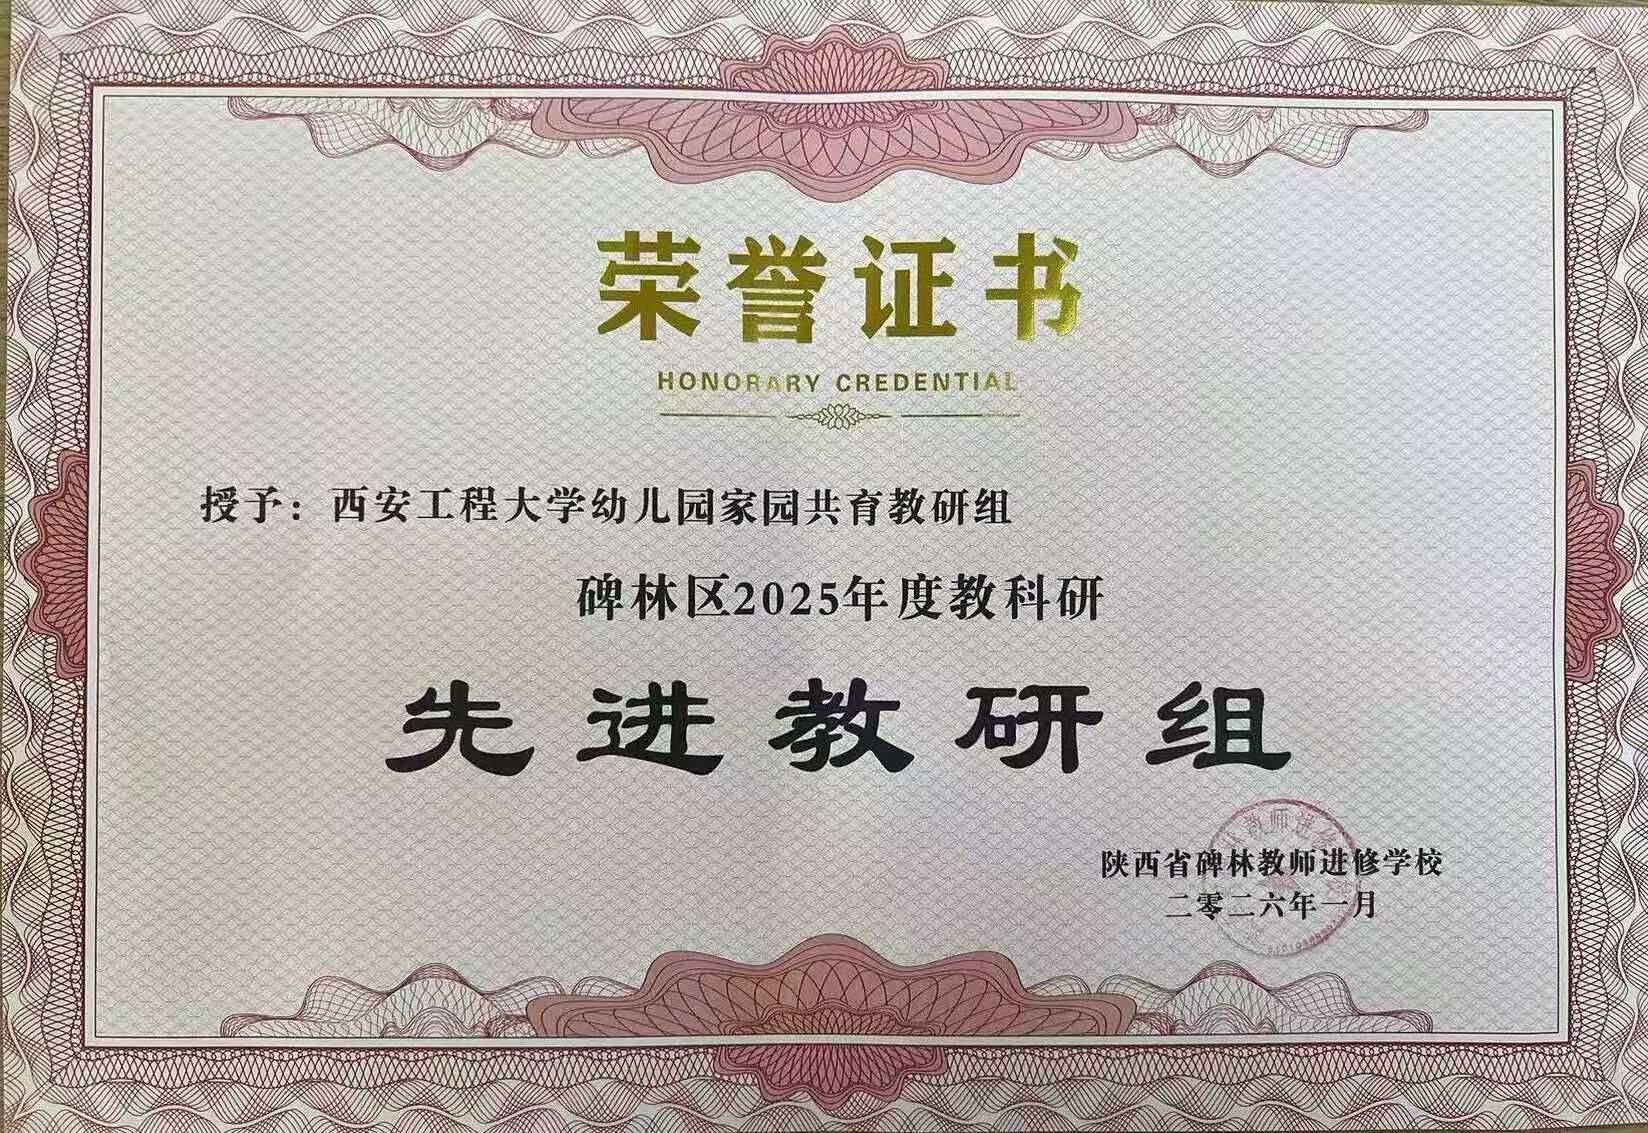 荣誉证书
HONORARY CREDENTIAL
授予：西安工程大学幼儿园家园共育教研组
碑林区2025年度教科研
先进教研组
陕西省碑林教师进修学校
二零二六年一月